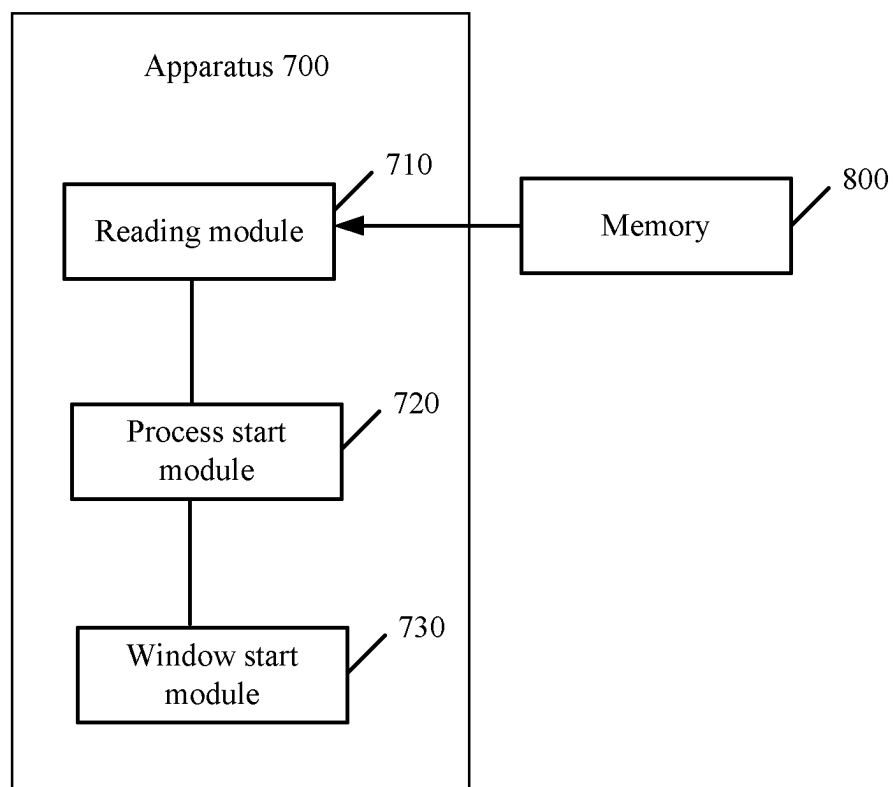 Apparatus 700
710
800
Reading module
Memory
720
Process start
module
730
Window start
module